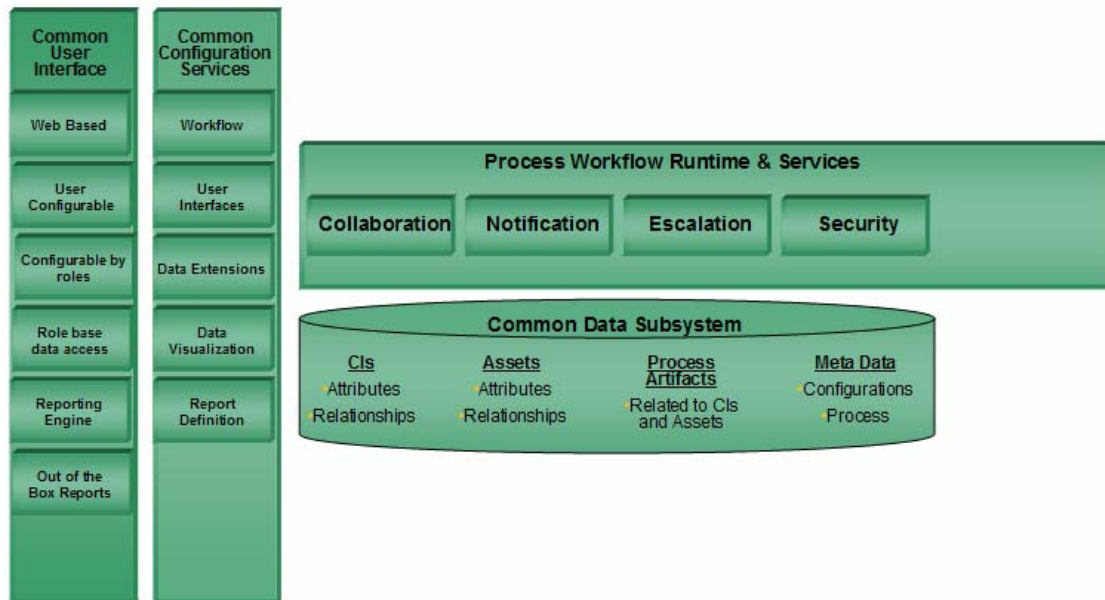 Common
User
Interface
Web Based
User
Configurable
Configurable by
roles
Role base
data access
Reporting
Engine
Out of the
Box Reports
Common
Configuration
Services
Workflow
User
Interfaces
Data Extensions
Data
Visualization
Report
Definition
Process Workflow Runtime & Services
Collaboration
Notification
Escalation
Security
Common Data Subsystem
CIs
•Attributes
•Relationships
Assets
•Attributes
•Relationships
Process
Artifacts
•Related to CIs
and Assets
Meta Data
•Configurations
•Process